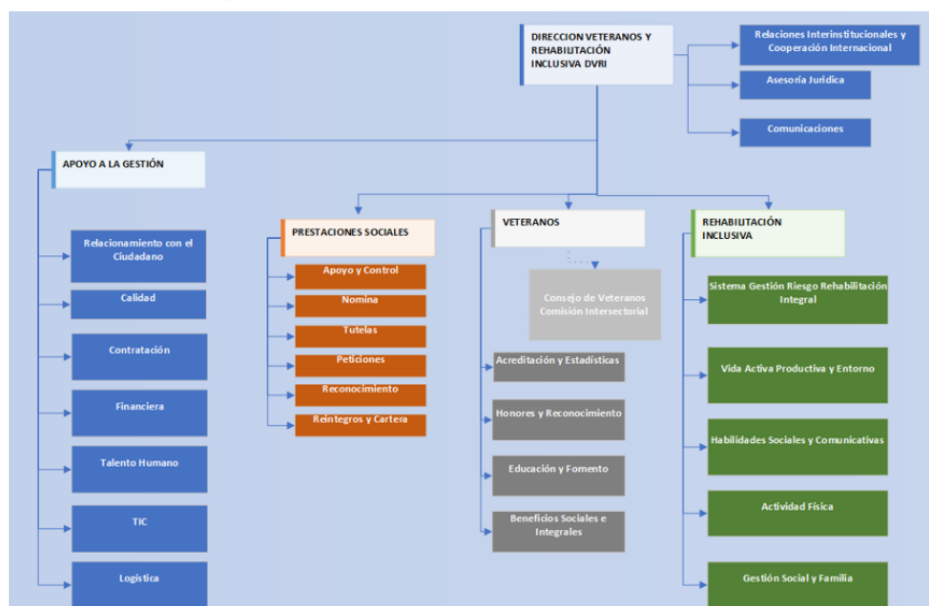 DIRECCION VETERANOS Y
REHABILITACIÓN
INCLUSIVA DVRI
Relaciones Interinstitucionales y
Cooperación Internacional
Asesoría Juridica
Comunicaciones
APOYO A LA GESTIÓN
Relacionamiento con el
Ciudadano
Calidad
Contratación
Financiera
Talento Humano
TIC
Logística
PRESTACIONES SOCIALES
Apoyo y Control
Nomina
Tutelas
Peticiones
Reconocimiento
Reintegros y Cartera
VETERANOS
Consejo de Veteranos
Comisión Intersectorial
Acreditación y Estadísticas
Honores y Reconocimiento
Educación y Fomento
Beneficios Sociales e
Integrales
REHABILITACIÓN
INCLUSIVA
Sistema Gestión Riesgo Rehabilitación
Integral
Vida Activa Productiva y Entorno
Habilidades Sociales y Comunicativas
Actividad Física
Gestión Social y Familia